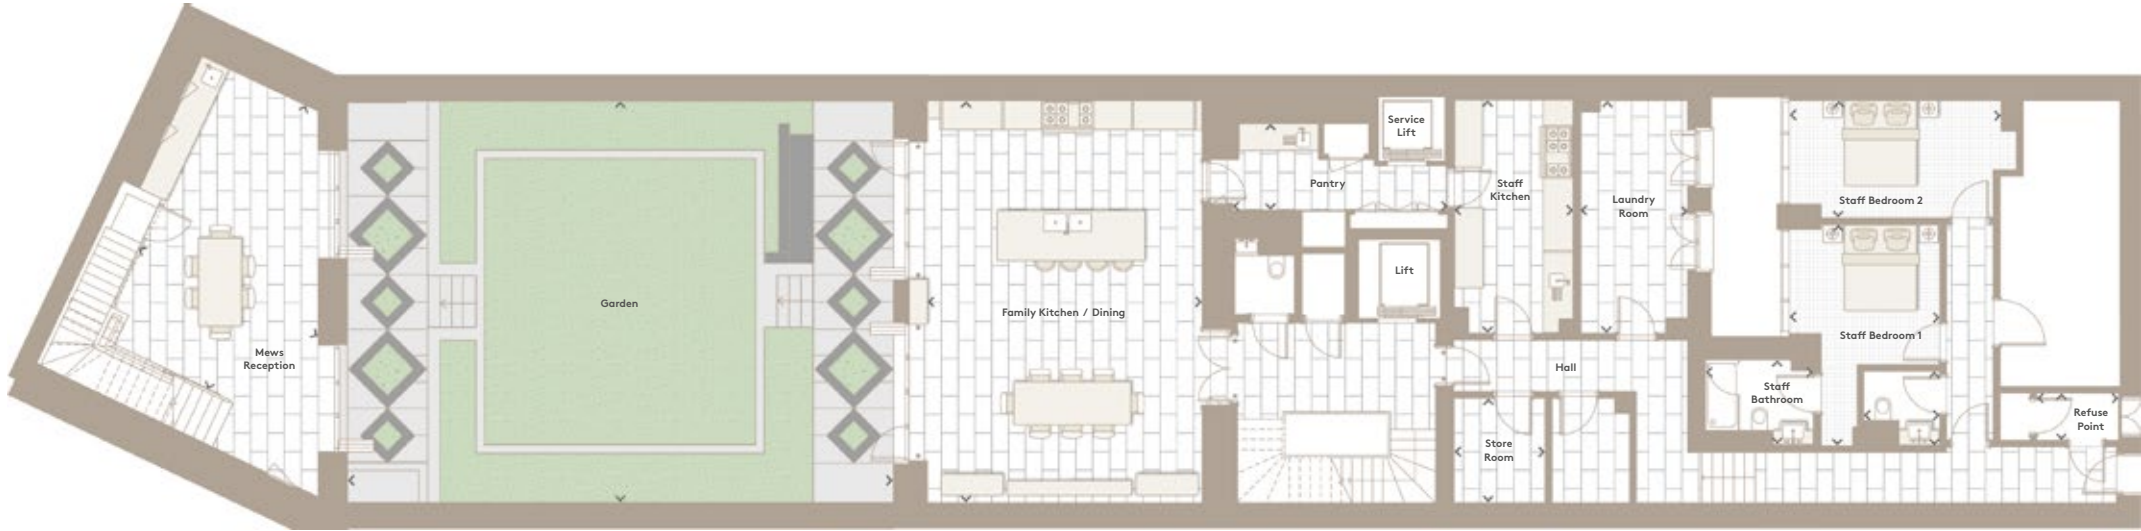 Mews
Reception
Garden
Family Kitchen / Dining
Pantry
Service
Lift
Lift
Staff
Kitchen
Laundry
Room
Hall
Store
Room
Staff Bedroom 2
Staff Bedroom 1
Staff
Bathroom
Refuse
Point